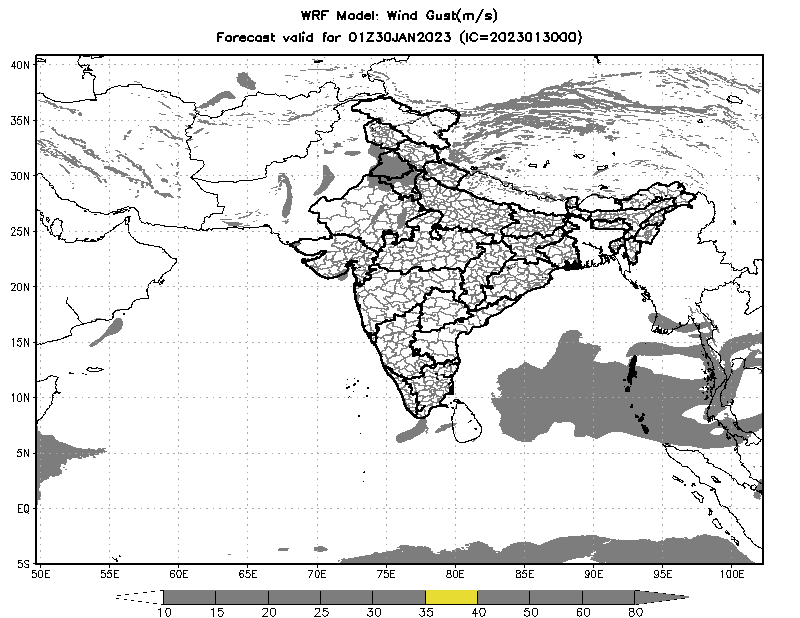 WRF Model: Wind Gust(m/s)
Forecast valid for 01Z30JAN2023 (IC=2023013000)
40N
35N
30N
25N
20N
15N
10N
5N
EQ
5S
50E 55E 60E 65E 70E 75E 80E 85E 90E 95E 100E
10 15 20 25 30 35 40 50 60 80